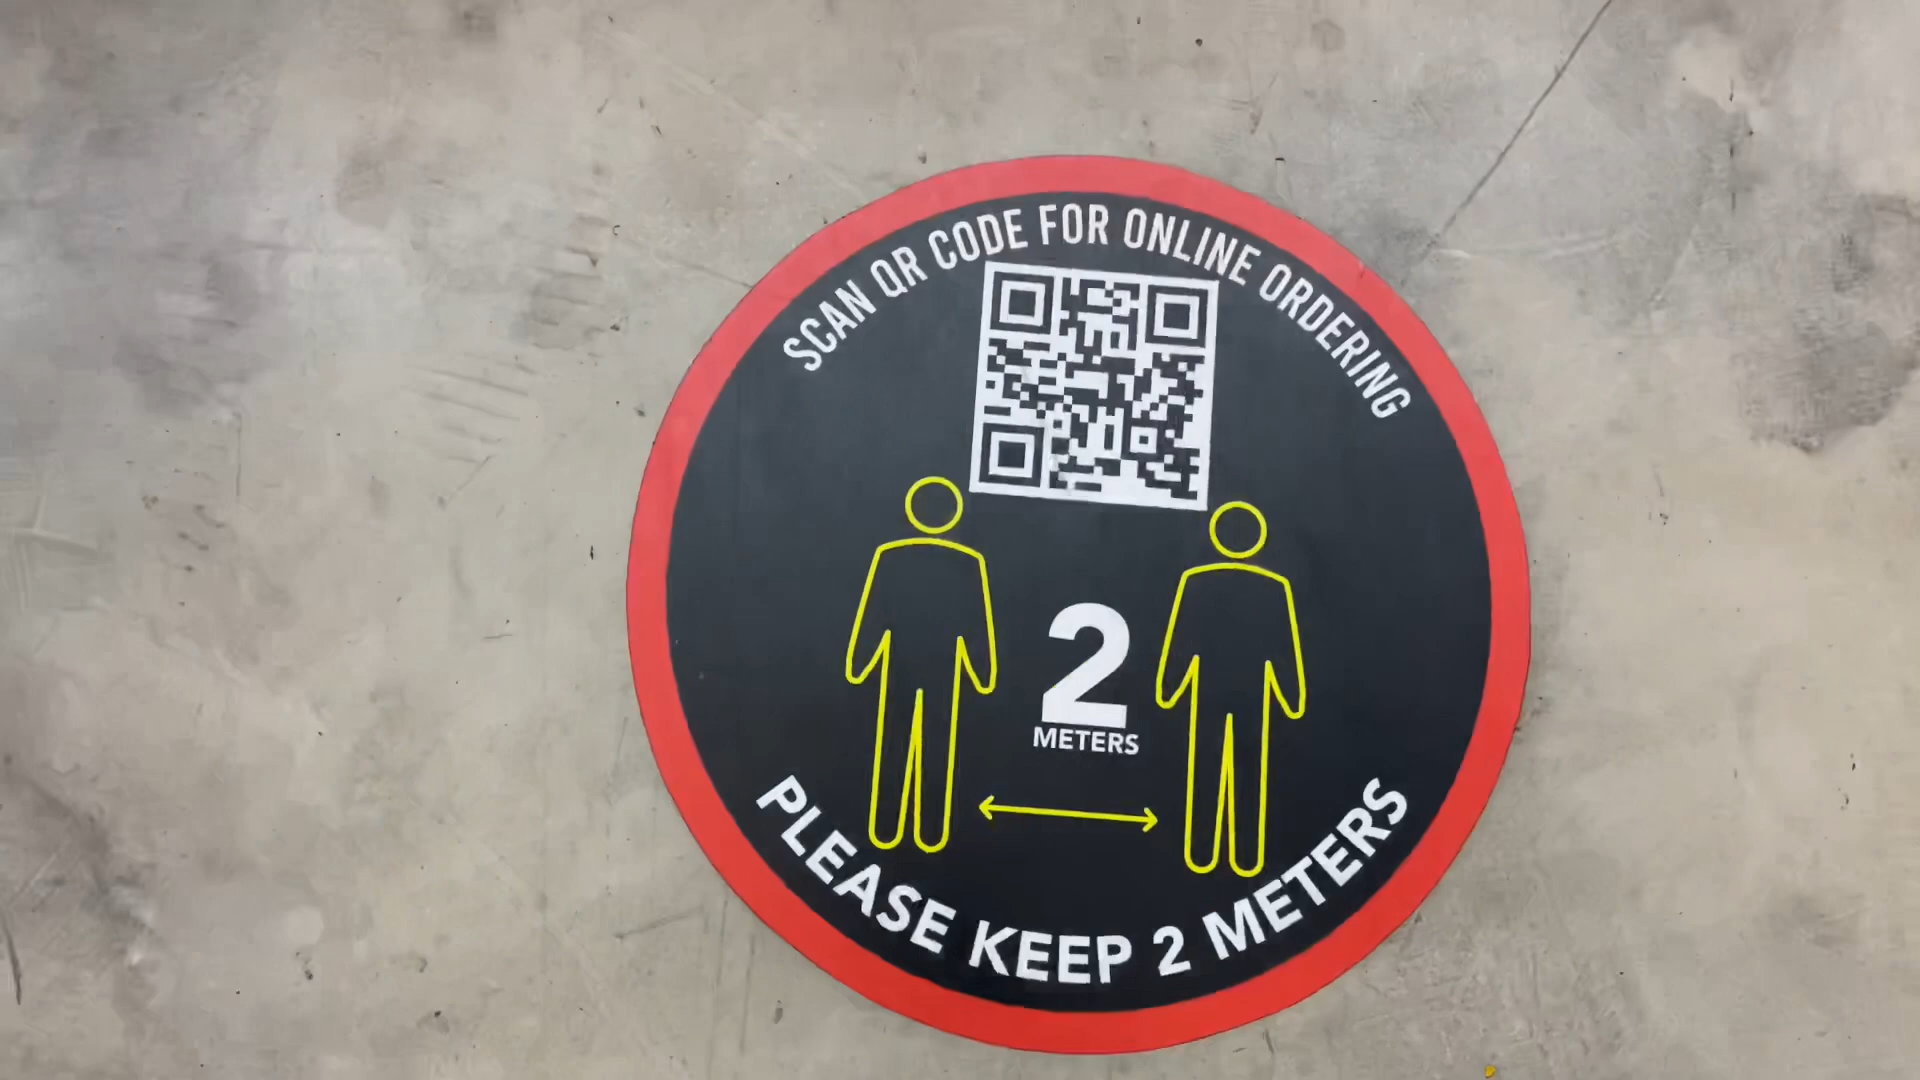 SCAN QR CODE FOR ONLINE ORDERING
2
METERS
PLEASE KEEP 2 METERS